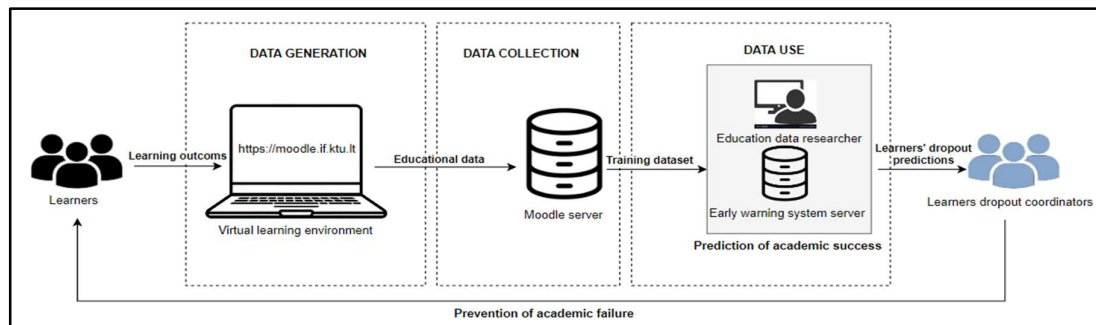 DATA GENERATION
DATA COLLECTION
DATA USE
Learners
Learning outcoms
https://moodle.if.ktu.lt
Virtual learning environment
Educational data
Moodle server
Training dataset
Education data researcher
Early warning system server
Prediction of academic success
Learners' dropout
predictions
Learners dropout coordinators
Prevention of academic failure